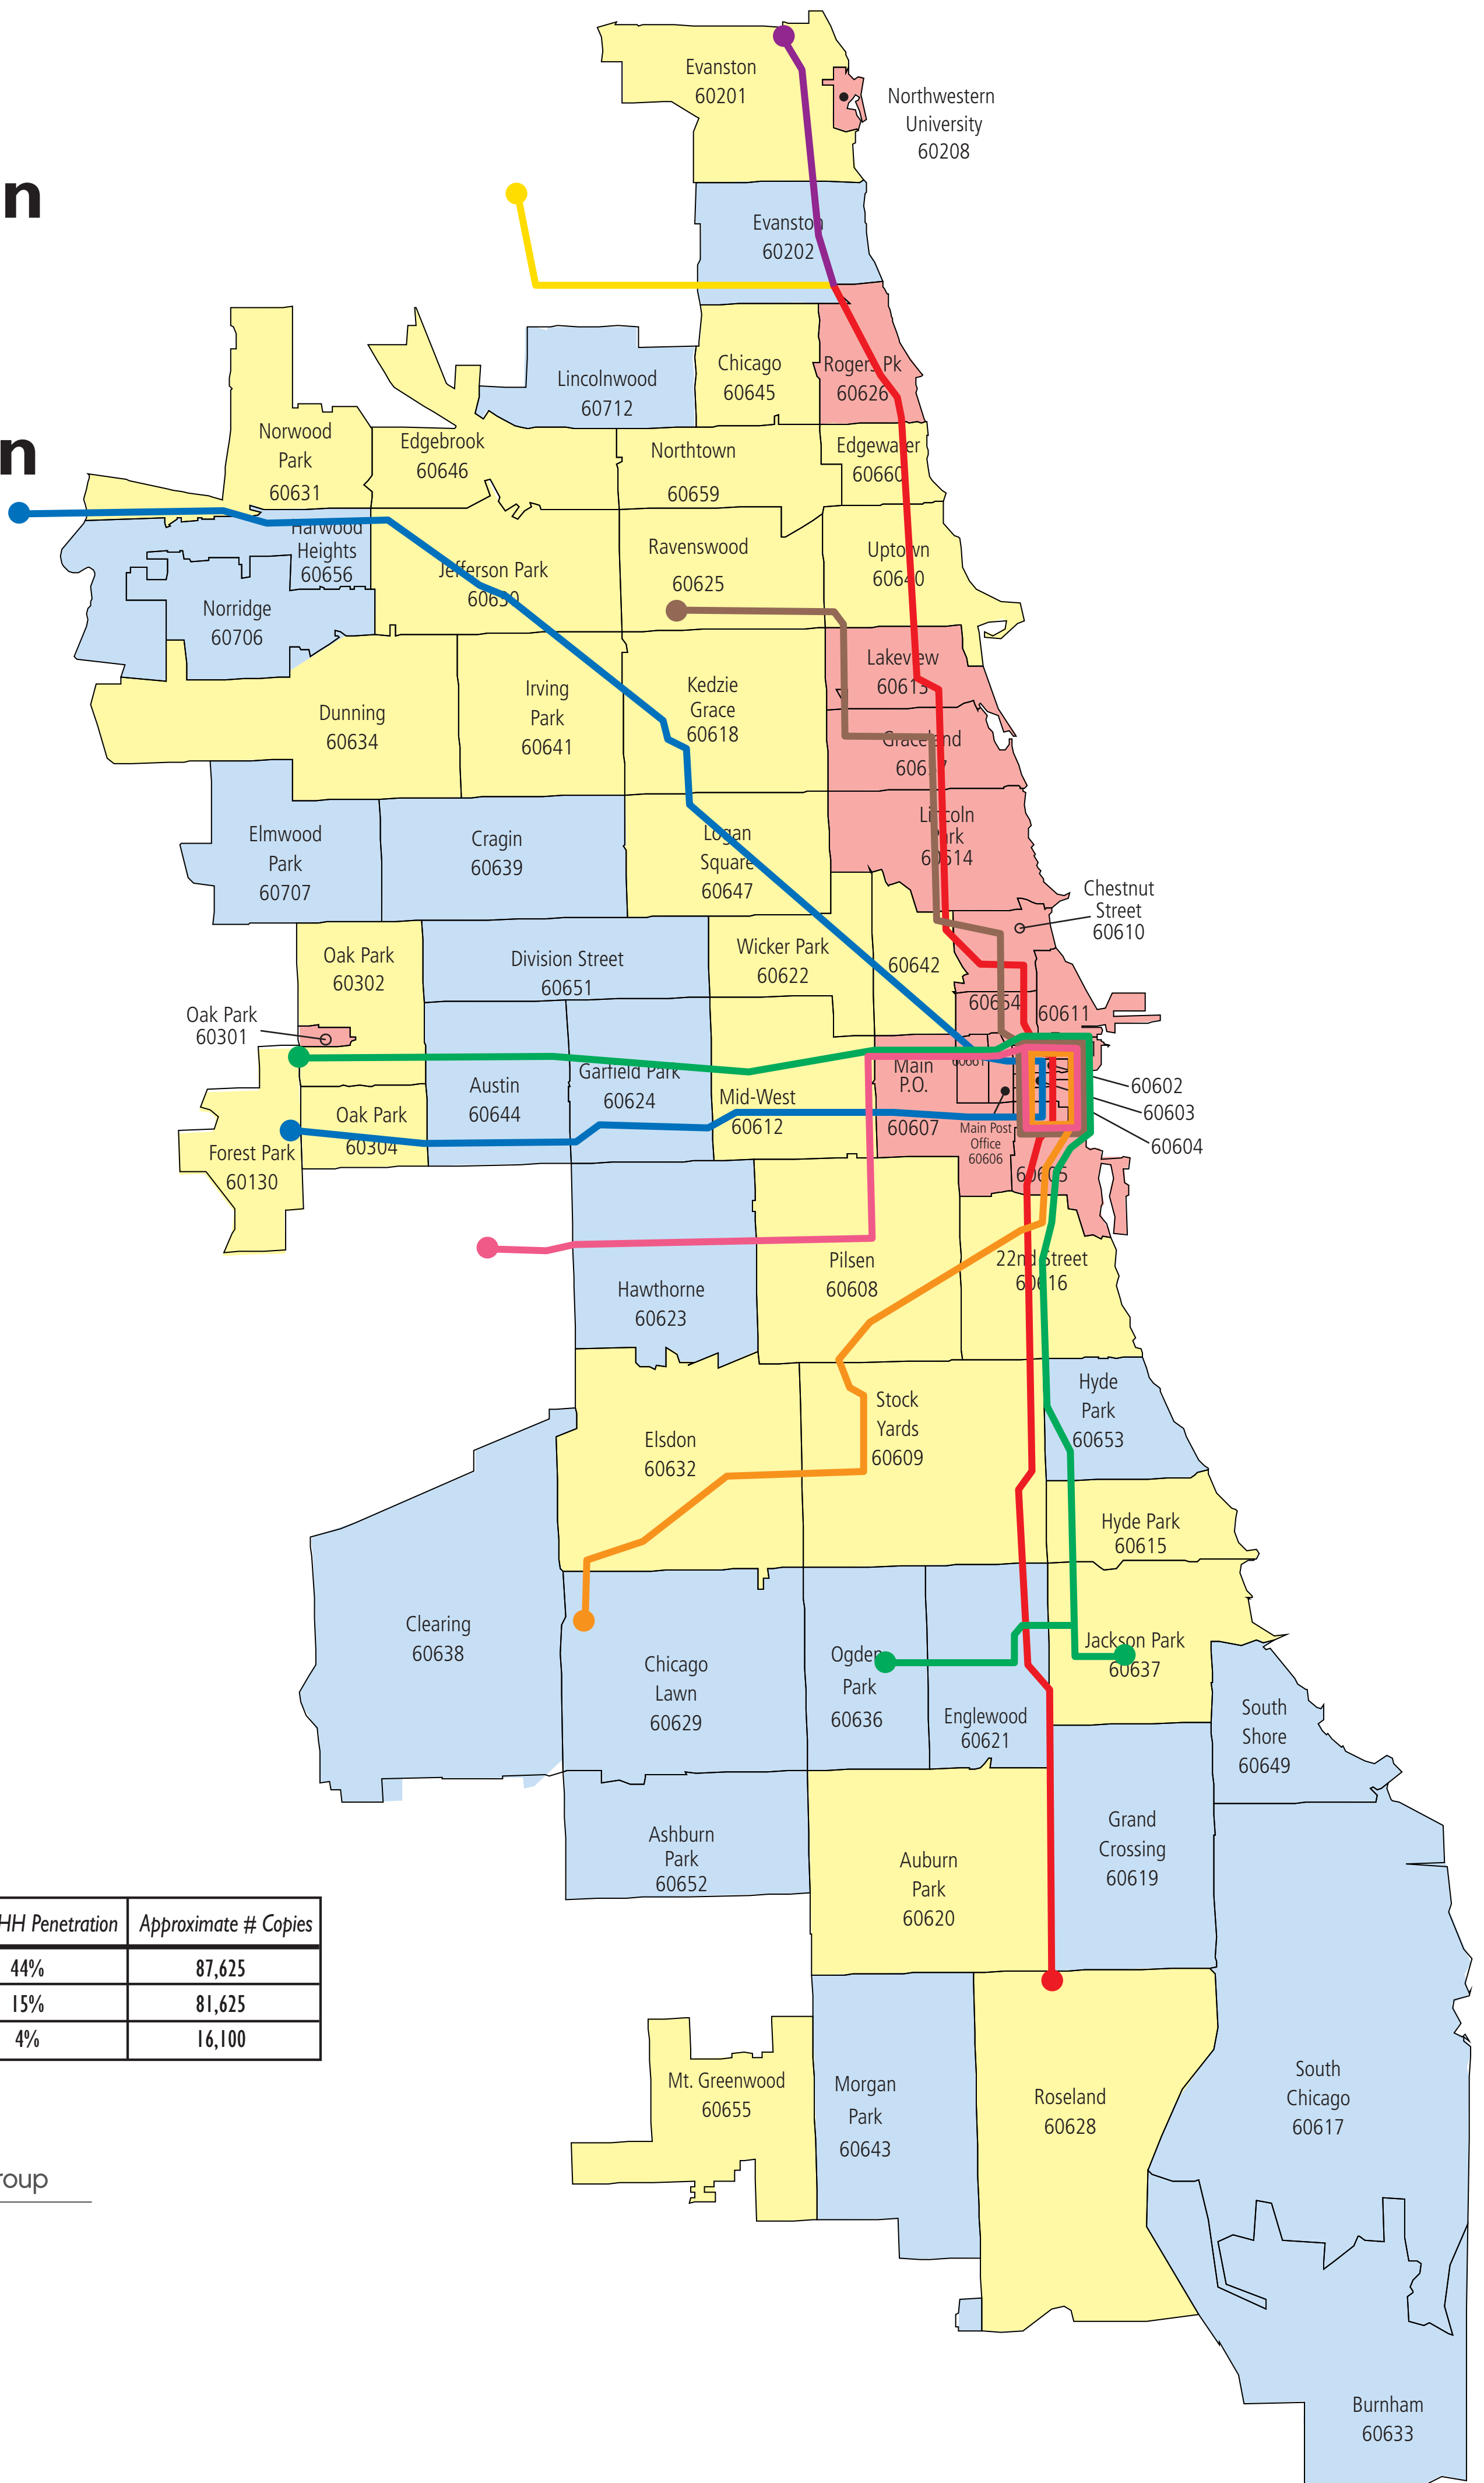 n
n
Evanston
60201
Northwestern
University
60208
Evanston
60202
Lincolnwood
60712
Chicago
60645
Rogers Pk
60626
Norwood
Park
60631
Edgebrook
60646
Northtown
60659
Edgewater
60660
Harwood
Heights
60656
Norridge
60706
Jefferson Park
60630
Ravenswood
60625
Uptown
60640
Lakeview
60613
Dunning
60634
Irving
Park
60641
Kedzie
Grace
60618
Graceland
60657
Elmwood
Park
60707
Cragin
60639
Logan
Square
60647
Lincoln
Park
60614
Chestnut
Street
60610
Oak Park
60302
Division Street
60651
Wicker Park
60622
60642
60654
60611
Oak Park
60301
Austin
60644
Garfield Park
60624
Mid-West
60612
Main
P.O.
60607
60661
60602
60603
60604
Main Post
Office
60606
60605
Oak Park
60304
Forest Park
60130
Hawthorne
60623
Pilsen
60608
22nd Street
60616
Hyde
Park
60653
Elsdon
60632
Stock
Yards
60609
Hyde Park
60615
Clearing
60638
Chicago
Lawn
60629
Ogden
Park
60636
Englewood
60621
Jackson Park
60637
South
Shore
60649
Ashburn
Park
60652
Auburn
Park
60620
Grand
Crossing
60619
HH Penetration Approximate # Copies
44% 87,625
15% 81,625
4% 16,100
Mt. Greenwood
60655
Morgan
Park
60643
Roseland
60628
South
Chicago
60617
roup
Burnham
60633